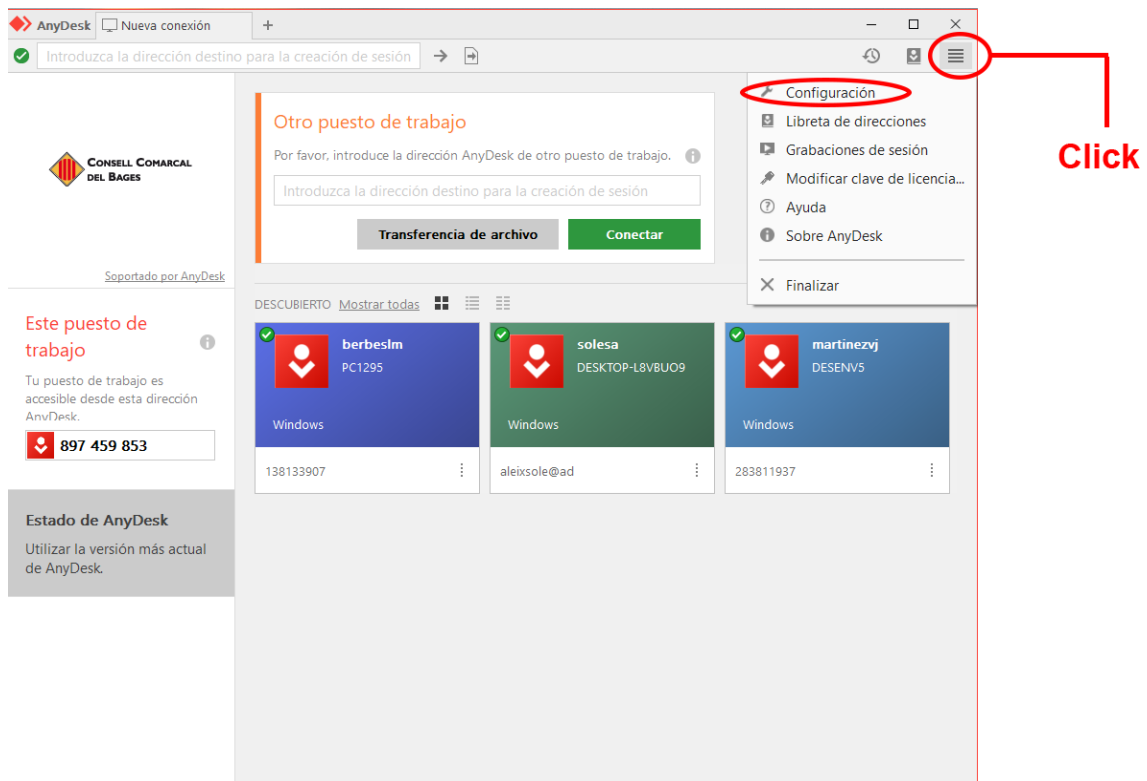 AnyDesk
Nueva conexión
+
Introduzca la dirección destino para la creación de sesión
Configuración
Libreta de direcciones
Grabaciones de sesión
Modificar clave de licencia...
Ayuda
Sobre AnyDesk
Finalizar
Click
CONSELL COMARCAL
DEL BAGES
Soportado por AnyDesk
Otro puesto de trabajo
Por favor, introduce la dirección AnyDesk de otro puesto de trabajo.
Introduzca la dirección destino para la creación de sesión
Transferencia de archivo
Conectar
Este puesto de
trabajo
Tu puesto de trabajo es
accesible desde esta dirección
AnyDesk.
897 459 853
Estado de AnyDesk
Utilizar la versión más actual
de AnyDesk.
DESCUBIERTO Mostrar todas
berbeslm
PC1295
Windows
138133907
solesa
DESKTOP-L8VBUO9
Windows
aleixsole@ad
martinezvj
DESENV5
Windows
283811937